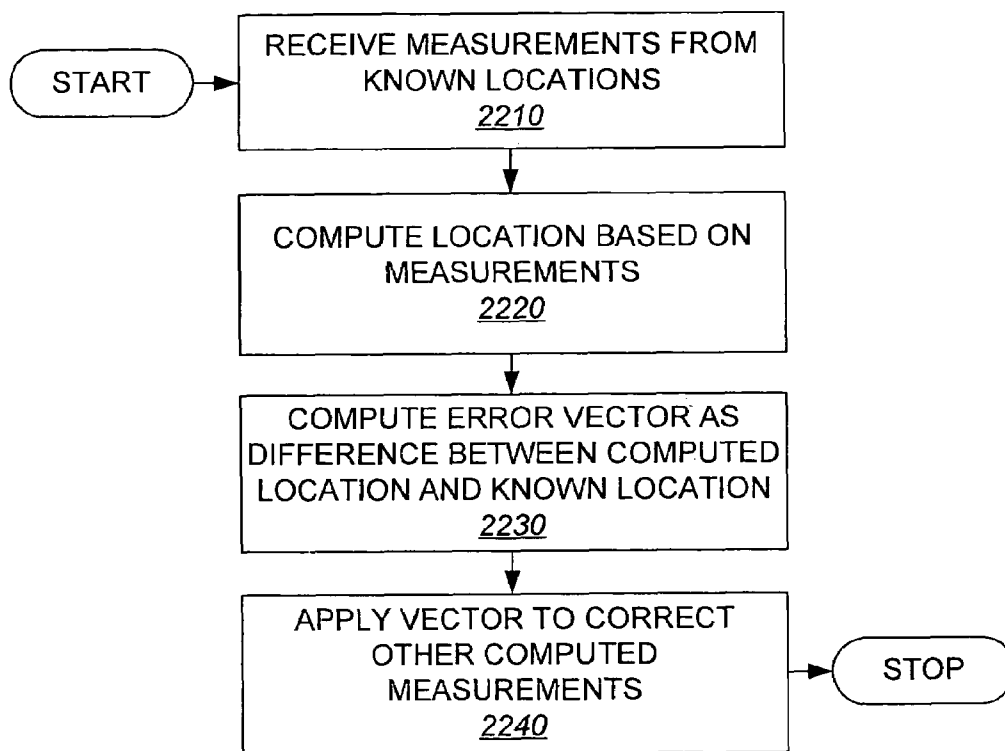 START
RECEIVE MEASUREMENTS FROM
KNOWN LOCATIONS
2210
COMPUTE LOCATION BASED ON
MEASUREMENTS
2220
COMPUTE ERROR VECTOR AS
DIFFERENCE BETWEEN COMPUTED
LOCATION AND KNOWN LOCATION
2230
APPLY VECTOR TO CORRECT
OTHER COMPUTED
MEASUREMENTS
2240
STOP